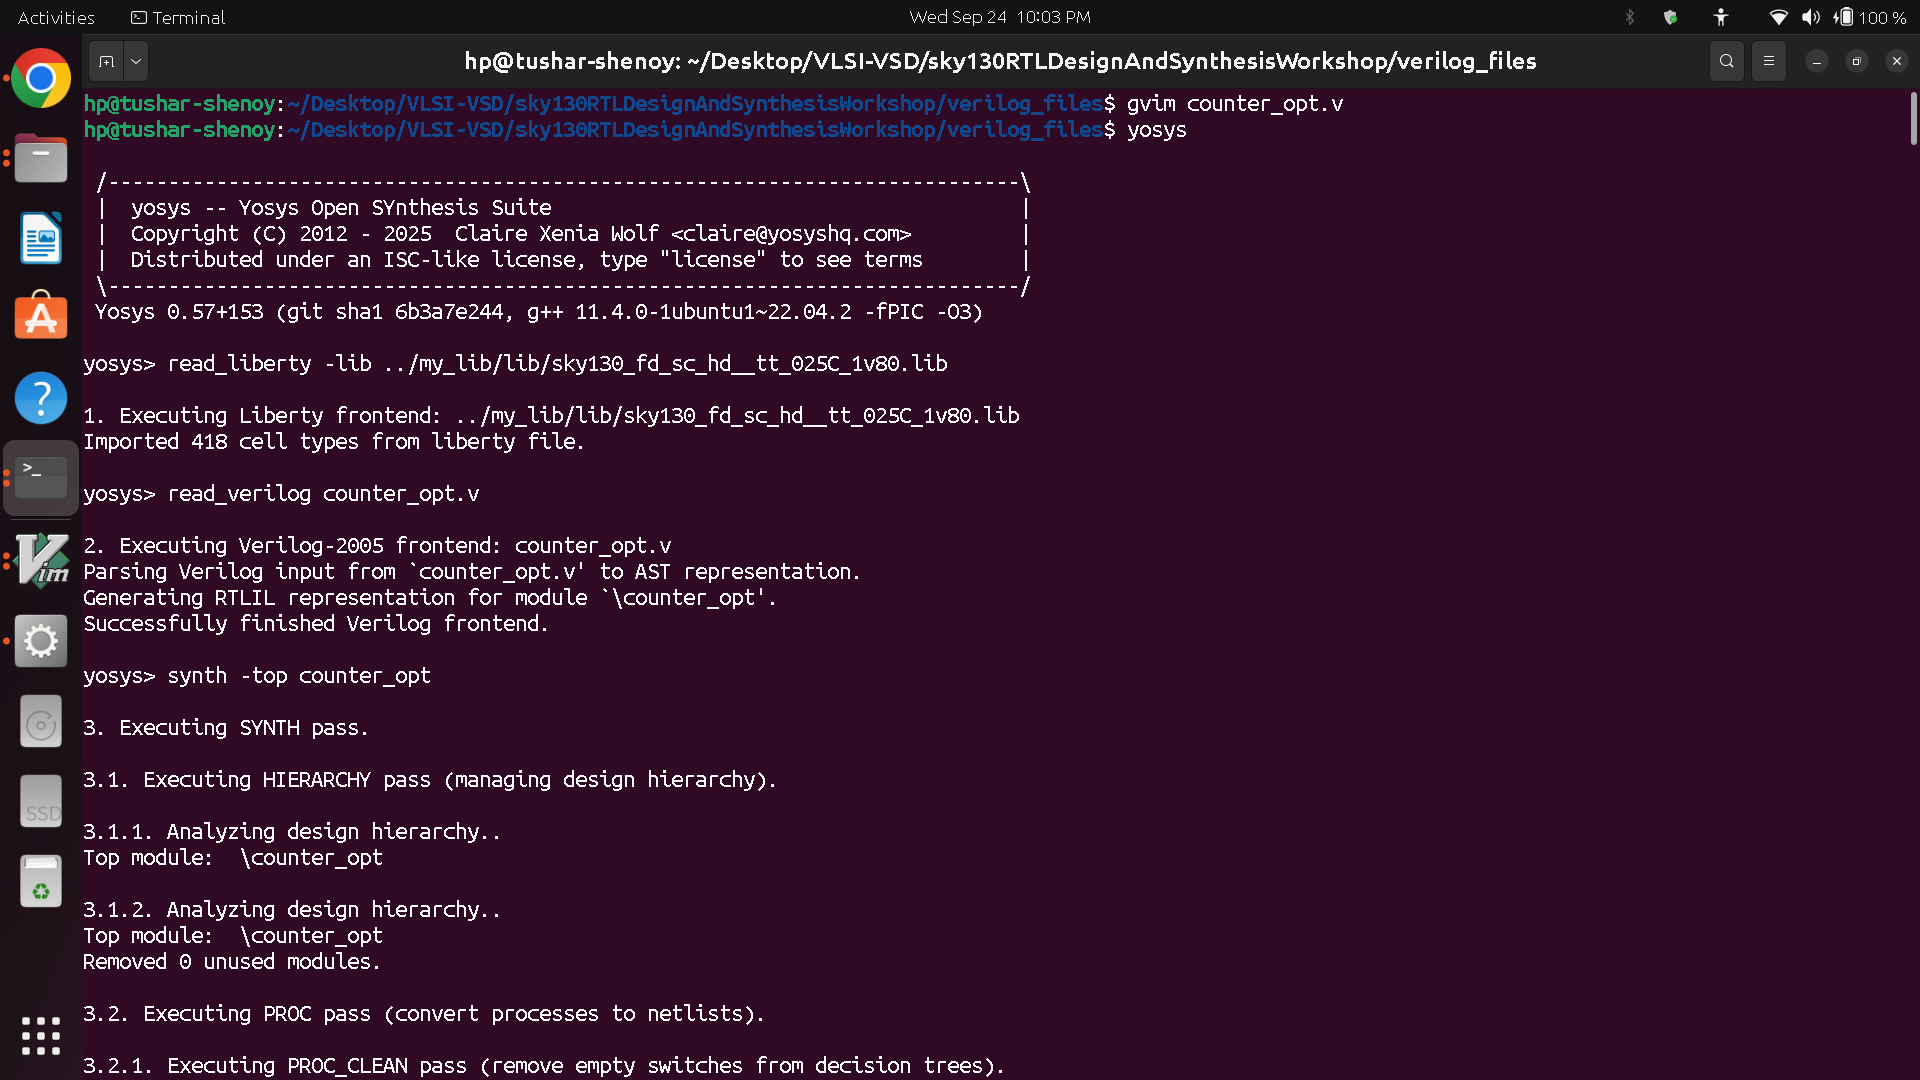 Activities
Terminal
Wed Sep 24 10:03 PM
100 %
hp@tushar-shenoy: ~/Desktop/VLSI-VSD/sky130RTLDesignAndSynthesisWorkshop/verilog_files
hp@tushar-shenoy:~/Desktop/VLSI-VSD/sky130RTLDesignAndSynthesisWorkshop/verilog_files$ gvim counter_opt.v
hp@tushar-shenoy:~/Desktop/VLSI-VSD/sky130RTLDesignAndSynthesisWorkshop/verilog_files$ yosys
/----------------------------------------------------------------------------\
| yosys -- Yosys Open SYnthesis Suite |
| Copyright (C) 2012 - 2025 Claire Xenia Wolf <claire@yosyshq.com> |
| Distributed under an ISC-like license, type "license" to see terms |
\----------------------------------------------------------------------------/
Yosys 0.57+153 (git sha1 6b3a7e244, g++ 11.4.0-1ubuntu1~22.04.2 -fPIC -O3)
yosys> read_liberty -lib ../my_lib/lib/sky130_fd_sc_hd__tt_025C_1v80.lib
1. Executing Liberty frontend: ../my_lib/lib/sky130_fd_sc_hd__tt_025C_1v80.lib
Imported 418 cell types from liberty file.
yosys> read_verilog counter_opt.v
2. Executing Verilog-2005 frontend: counter_opt.v
Parsing Verilog input from `counter_opt.v' to AST representation.
Generating RTLIL representation for module `\counter_opt'.
Successfully finished Verilog frontend.
yosys> synth -top counter_opt
3. Executing SYNTH pass.
3.1. Executing HIERARCHY pass (managing design hierarchy).
3.1.1. Analyzing design hierarchy..
Top module:  \counter_opt
3.1.2. Analyzing design hierarchy..
Top module:  \counter_opt
Removed 0 unused modules.
3.2. Executing PROC pass (convert processes to netlists).
3.2.1. Executing PROC_CLEAN pass (remove empty switches from decision trees).
Vim
SSD